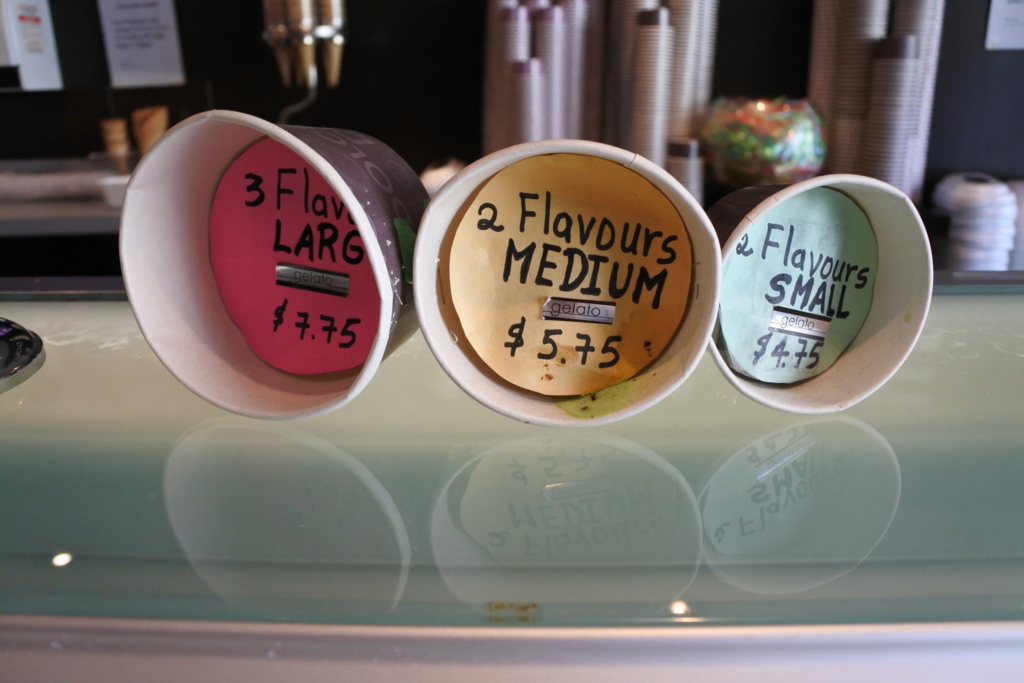 3 Flav
LARG
gelato
$7.75
2 Flavours
MEDIUM
gelato
$5.75
2 Flavours
SMALL
gelato
$4.75